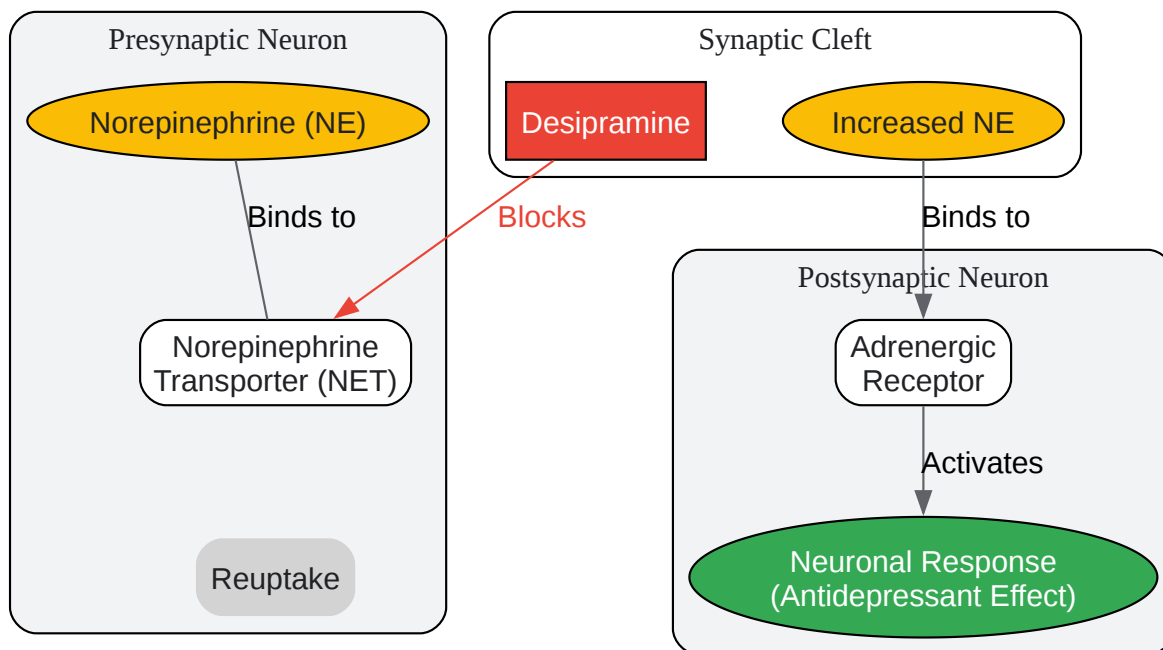 Presynaptic Neuron
Synaptic Cleft
Norepinephrine (NE)
Desipramine
Increased NE
Binds to
Blocks
Binds to
Postsynaptic Neuron
Norepinephrine
Transporter (NET)
Adrenergic
Receptor
Activates
Reuptake
Neuronal Response
(Antidepressant Effect)